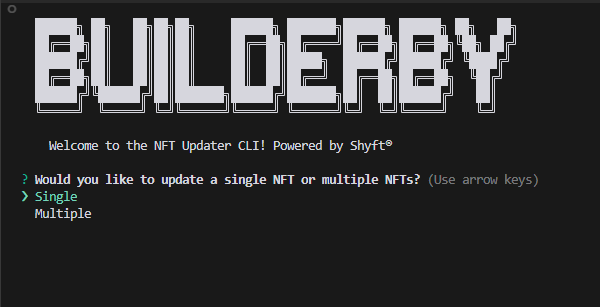 BUILDERBY
Welcome to the NFT Updater CLI! Powered by Shyft®
? Would you like to update a single NFT or multiple NFTs? (Use arrow keys)
❯ Single
Multiple